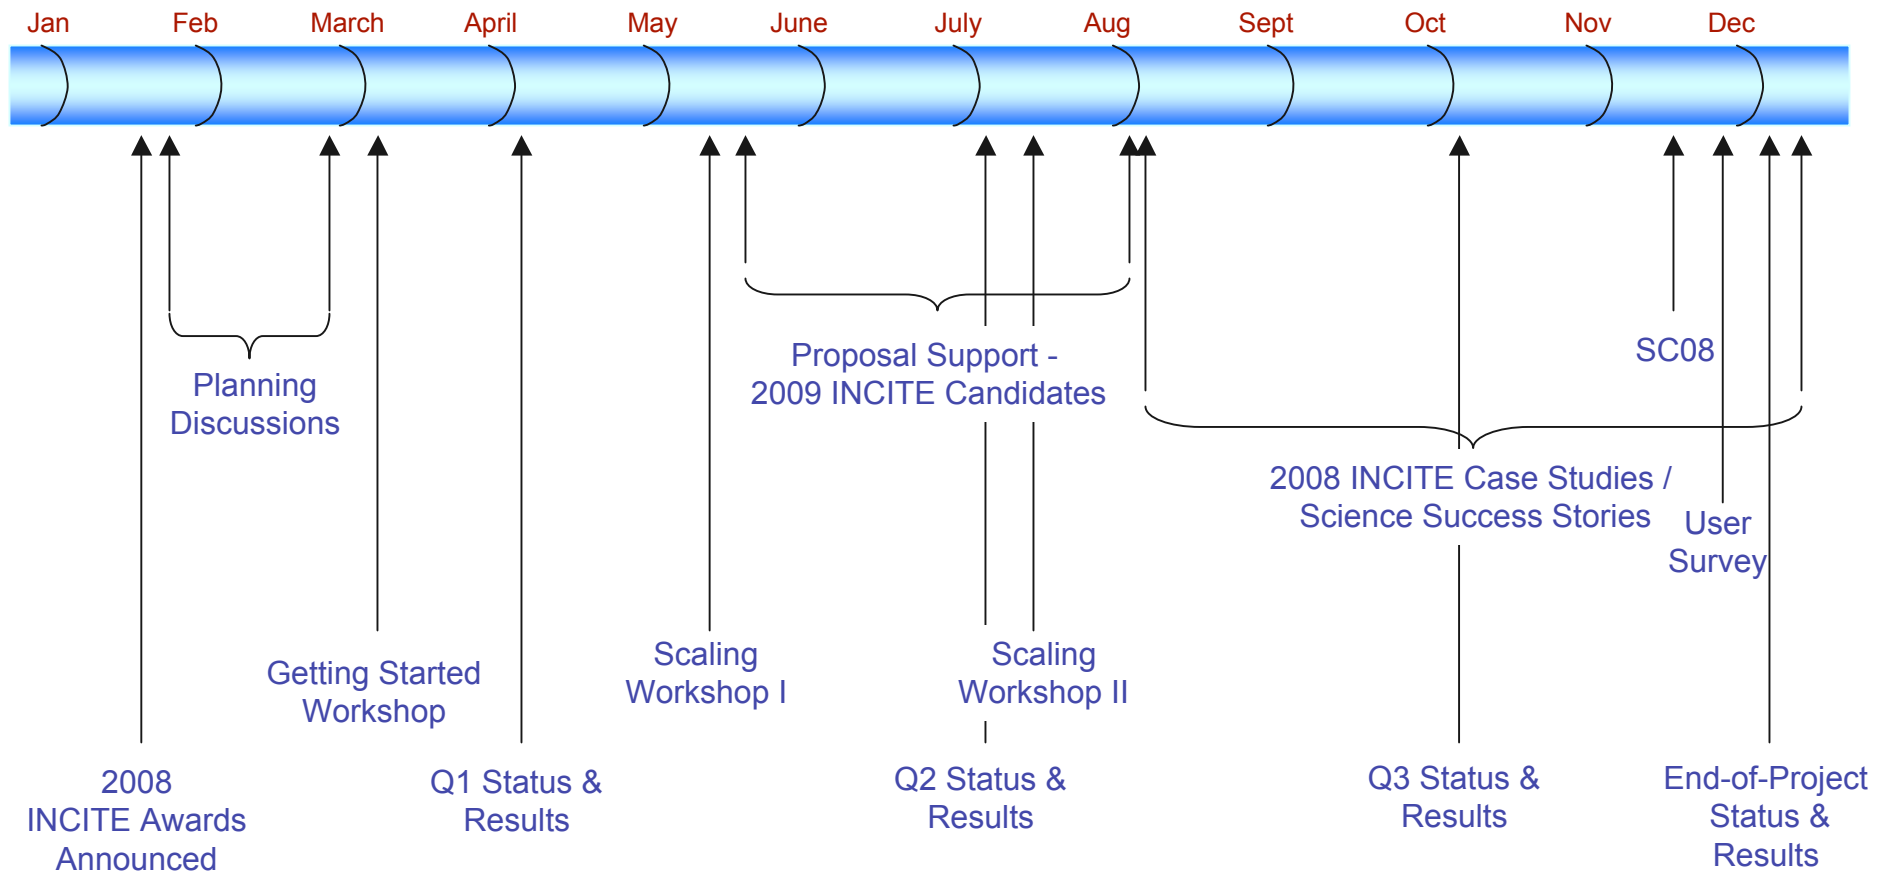 Jan
Feb
March
April
May
June
July
Aug
Sept
Oct
Nov
Dec
Planning
Discussions
Proposal Support -
2009 INCITE Candidates
SC08
2008 INCITE Case Studies /
Science Success Stories
User
Survey
Getting Started
Workshop
Scaling
Workshop I
Scaling
Workshop II
2008
INCITE Awards
Announced
Q1 Status &
Results
Q2 Status &
Results
Q3 Status &
Results
End-of-Project
Status &
Results